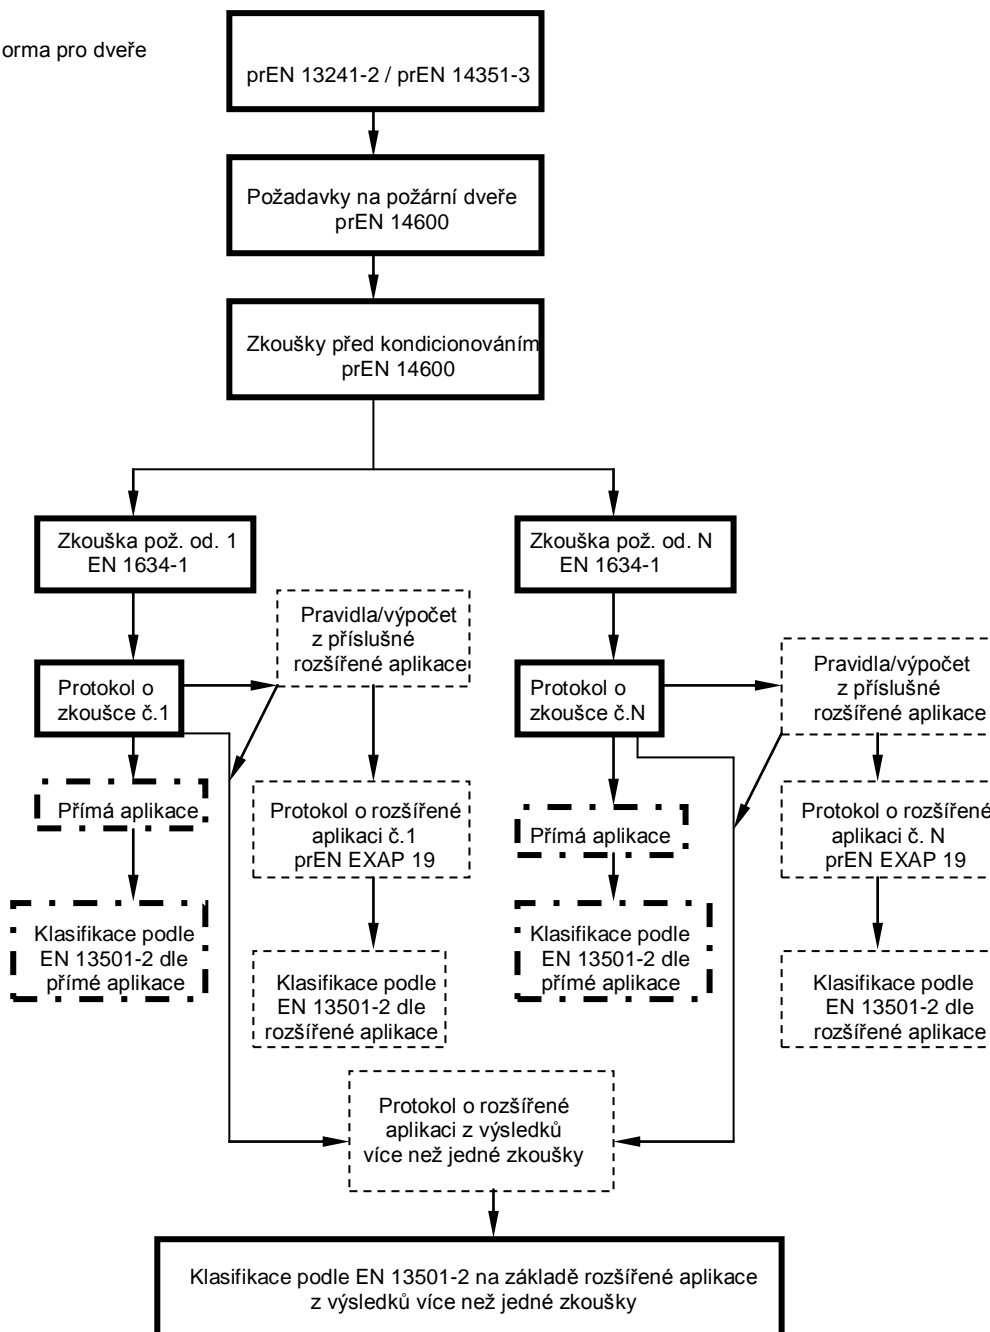 orma pro dveře
prEN 13241-2 / prEN 14351-3
Požadavky na požární dveře
prEN 14600
Zkoušky před kondicionováním
prEN 14600
Zkouška pož. od. 1
EN 1634-1
Zkouška pož. od. N
EN 1634-1
Pravidla/výpočet
z příslušné
rozšířené aplikace
Pravidla/výpočet
z příslušné
rozšířené aplikace
Protokol o
zkoušce č.1
Protokol o
zkoušce č.N
Přímá aplikace
Protokol o rozšířené
aplikaci č.1
prEN EXAP 19
Přímá aplikace
Protokol o rozšířené
aplikaci č. N
prEN EXAP 19
Klasifikace podle
EN 13501-2 dle
přímé aplikace
Klasifikace podle
EN 13501-2 dle
rozšířené aplikace
Klasifikace podle
EN 13501-2 dle
přímé aplikace
Klasifikace podle
EN 13501-2 dle
rozšířené aplikace
Protokol o rozšířené
aplikaci z výsledků
více než jedné zkoušky
Klasifikace podle EN 13501-2 na základě rozšířené aplikace
z výsledků více než jedné zkoušky